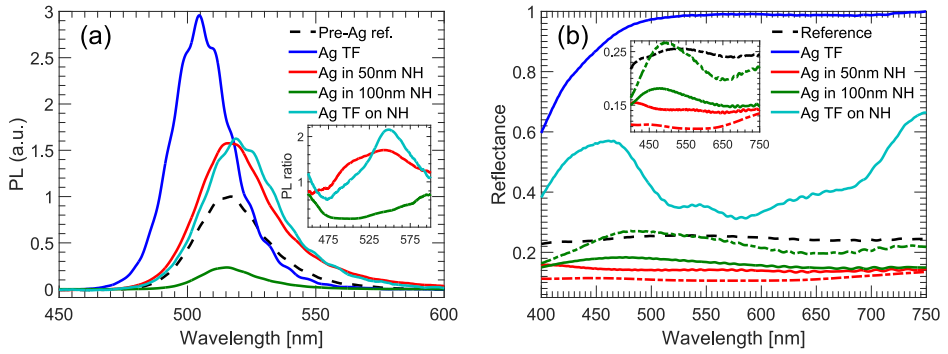 (a)
Pre-Ag ref.
Ag TF
Ag in 50nm NH
Ag in 100nm NH
Ag TF on NH
PL (a.u.)
3
2.5
2
1.5
1
0.5
0
450
500
550
600
Wavelength [nm]
PL ratio
2
1
475
525
575
(b)
Reference
Ag TF
Ag in 50nm NH
Ag in 100nm NH
Ag TF on NH
Reflectance
1
0.8
0.6
0.4
0.2
400
450
500
550
600
650
700
750
Wavelength [nm]
0.25
0.15
450
550
650
750